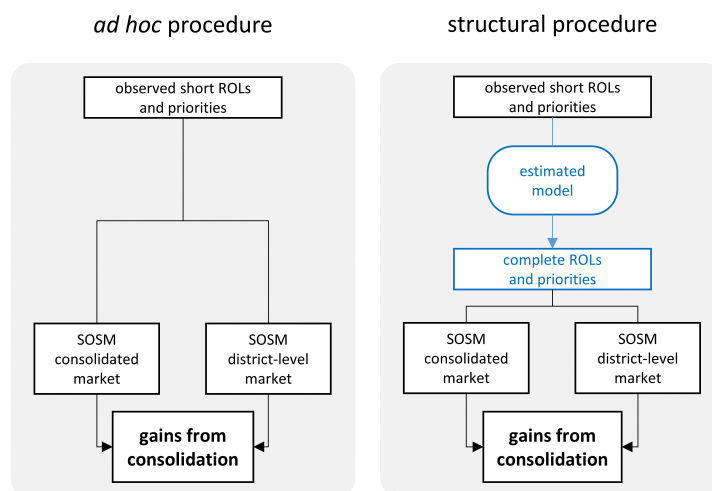 ad hoc procedure
observed short ROLs
and priorities
SOSM
consolidated
market
SOSM
district-level
market
gains from
consolidation
structural procedure
observed short ROLs
and priorities
estimated
model
complete ROLs
and priorities
SOSM
consolidated
market
SOSM
district-level
market
gains from
consolidation